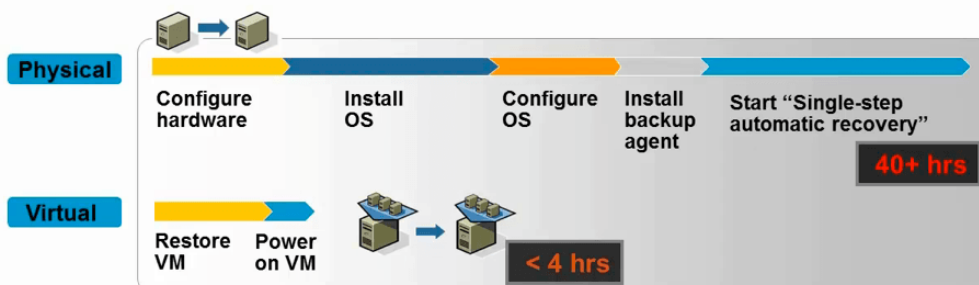 Physical
Configure
hardware
Install
OS
Configure
OS
Install
backup
agent
Start “Single-step
automatic recovery”
40+ hrs
Virtual
Restore
VM
Power
on VM
< 4 hrs